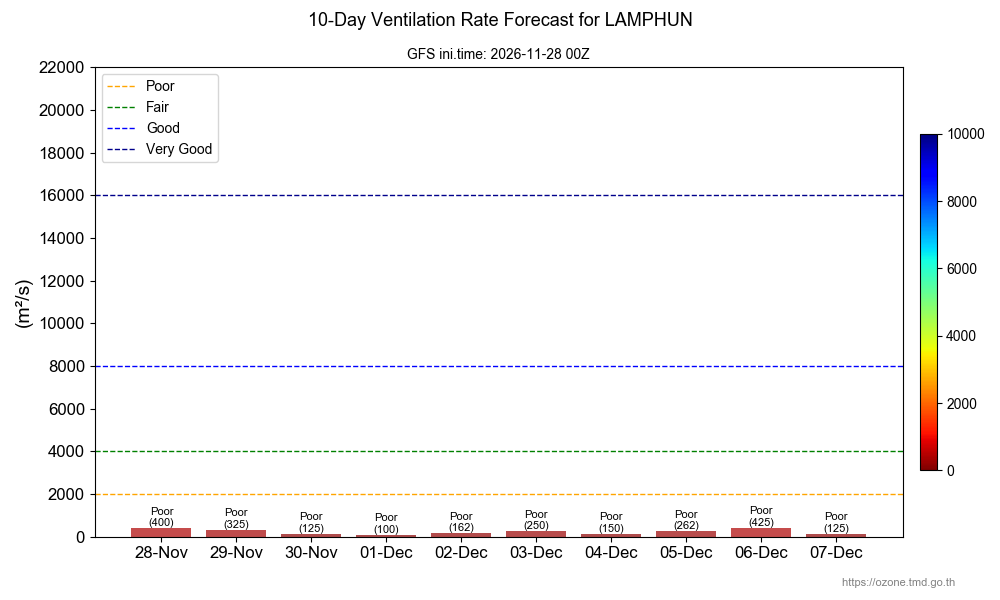 10-Day Ventilation Rate Forecast for LAMPHUN
GFS ini.time: 2026-11-28 00Z
(m²/s)
22000
20000
18000
16000
14000
12000
10000
8000
6000
4000
2000
0
Poor
Fair
Good
Very Good
Poor
(400)
Poor
(325)
Poor
(125)
Poor
(100)
Poor
(162)
Poor
(250)
Poor
(150)
Poor
(262)
Poor
(425)
Poor
(125)
28-Nov
29-Nov
30-Nov
01-Dec
02-Dec
03-Dec
04-Dec
05-Dec
06-Dec
07-Dec
10000
8000
6000
4000
2000
0
https://ozone.tmd.go.th